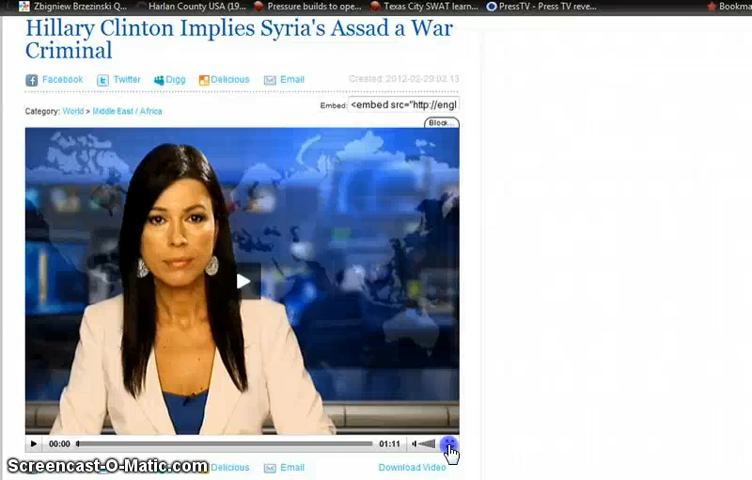 Zbigniew Brzezinski Q... Harlan County USA (19... Pressure builds to ope... Texas City SWAT learn... PressTV - Press TV reve... Bookma
Hillary Clinton Implies Syria's Assad a War
Criminal
Facebook Twitter Digg Delicious Email Created: 2012-02-29:02:13
Embed: <embed src="http://engl
Category: World > Middle East / Africa
Block...
00:00 01:11
Screencast-O-Matic.com Delicious Email Download Video